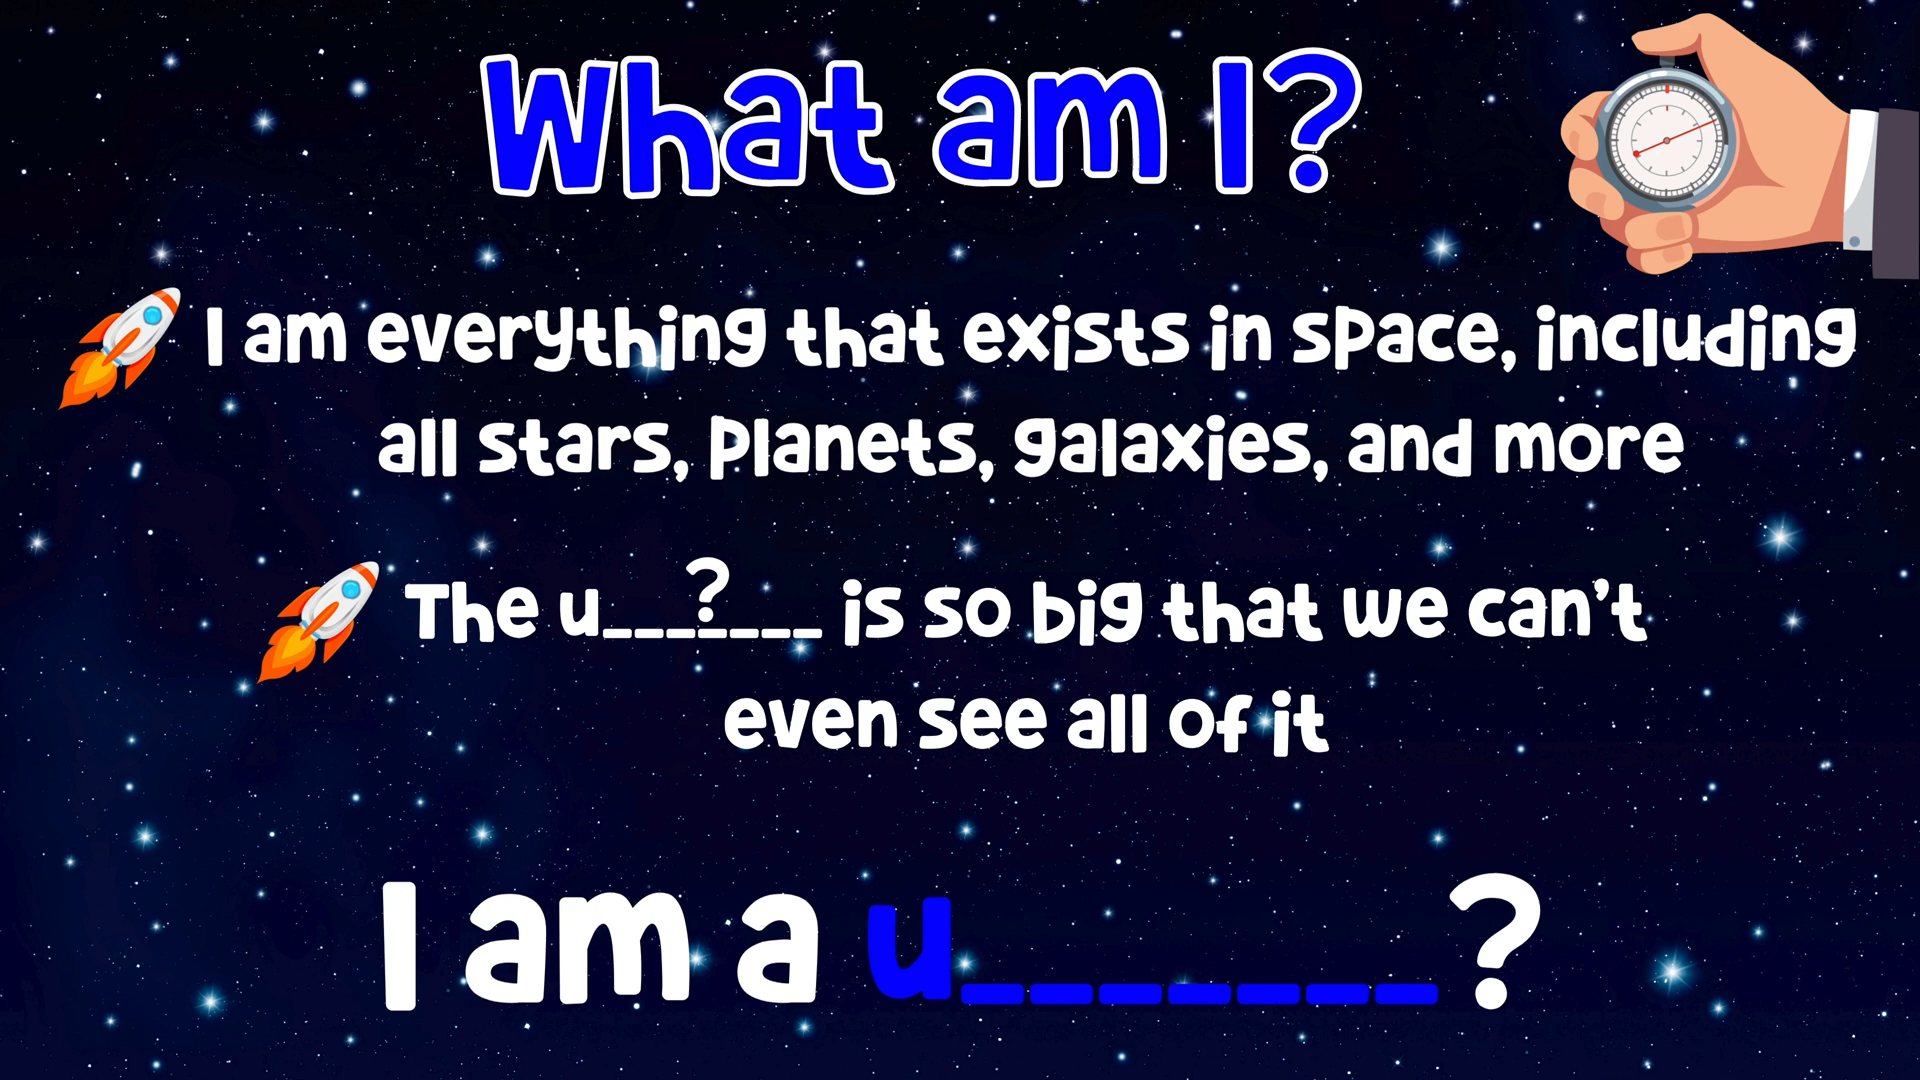 What am I?
I am everything that exists in space, including
all stars, planets, galaxies, and more
The u___?____ is so big that we can't
even see all of it
I am a u_______?